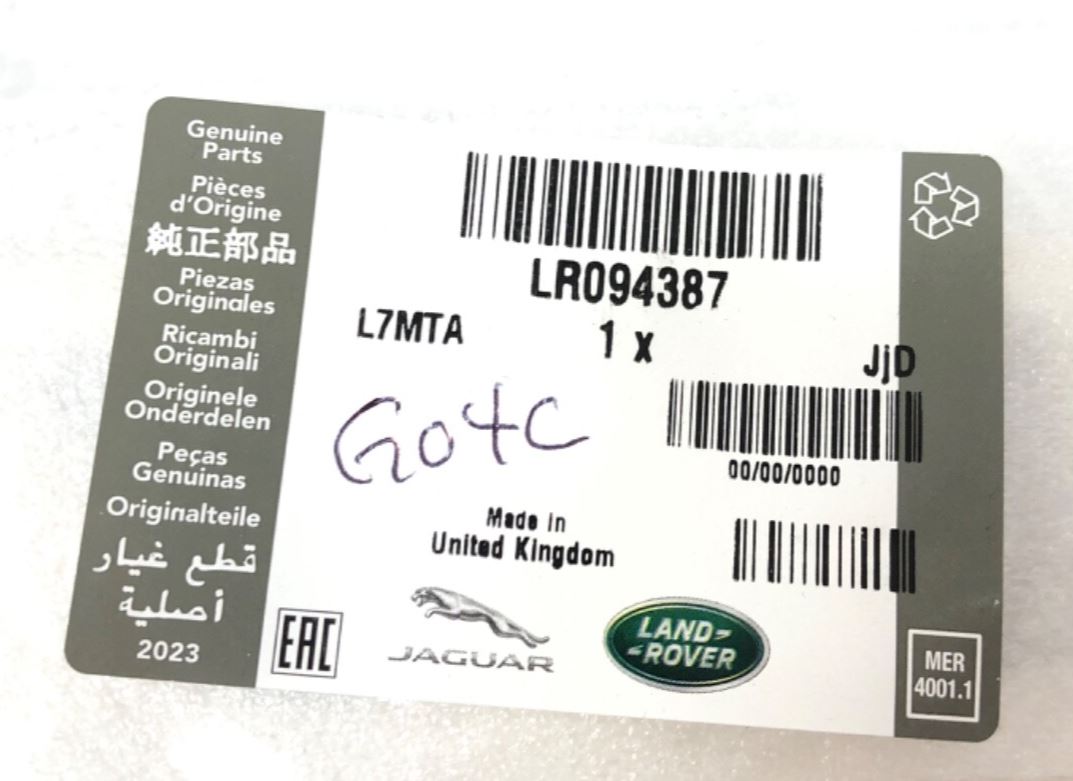 Genuine
Parts
Pièces
d'Origine
純正部品
Piezas
Originales
Ricambi
Originali
Originele
Onderdelen
Peças
Genuinas
Originalteile
قطع غيار
أصلية
2023
LR094387
L7MTA
1 x
JjD
G04C
00/00/0000
Made in
United Kingdom
EAC
JAGUAR
LAND-
-ROVER
MER
4001.1